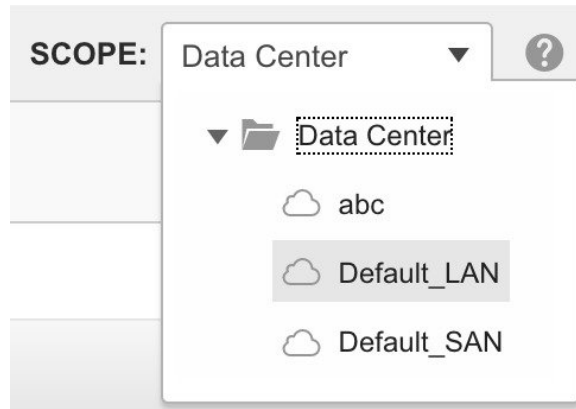 SCOPE: Data Center ?
Data Center
abc
Default_LAN
Default_SAN